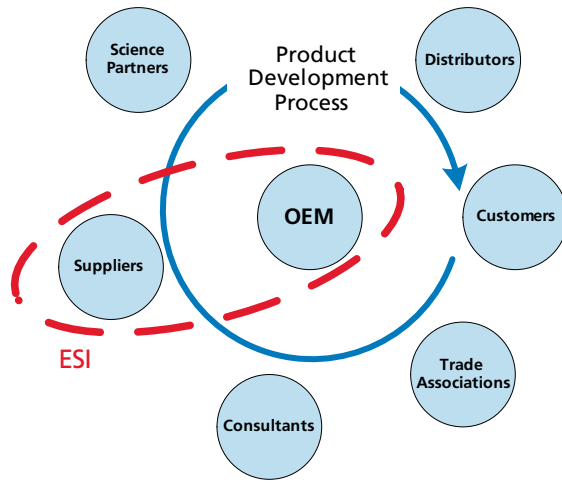 Science
Partners
Product
Development
Process
Distributors
OEM
Customers
Suppliers
ESI
Trade
Associations
Consultants